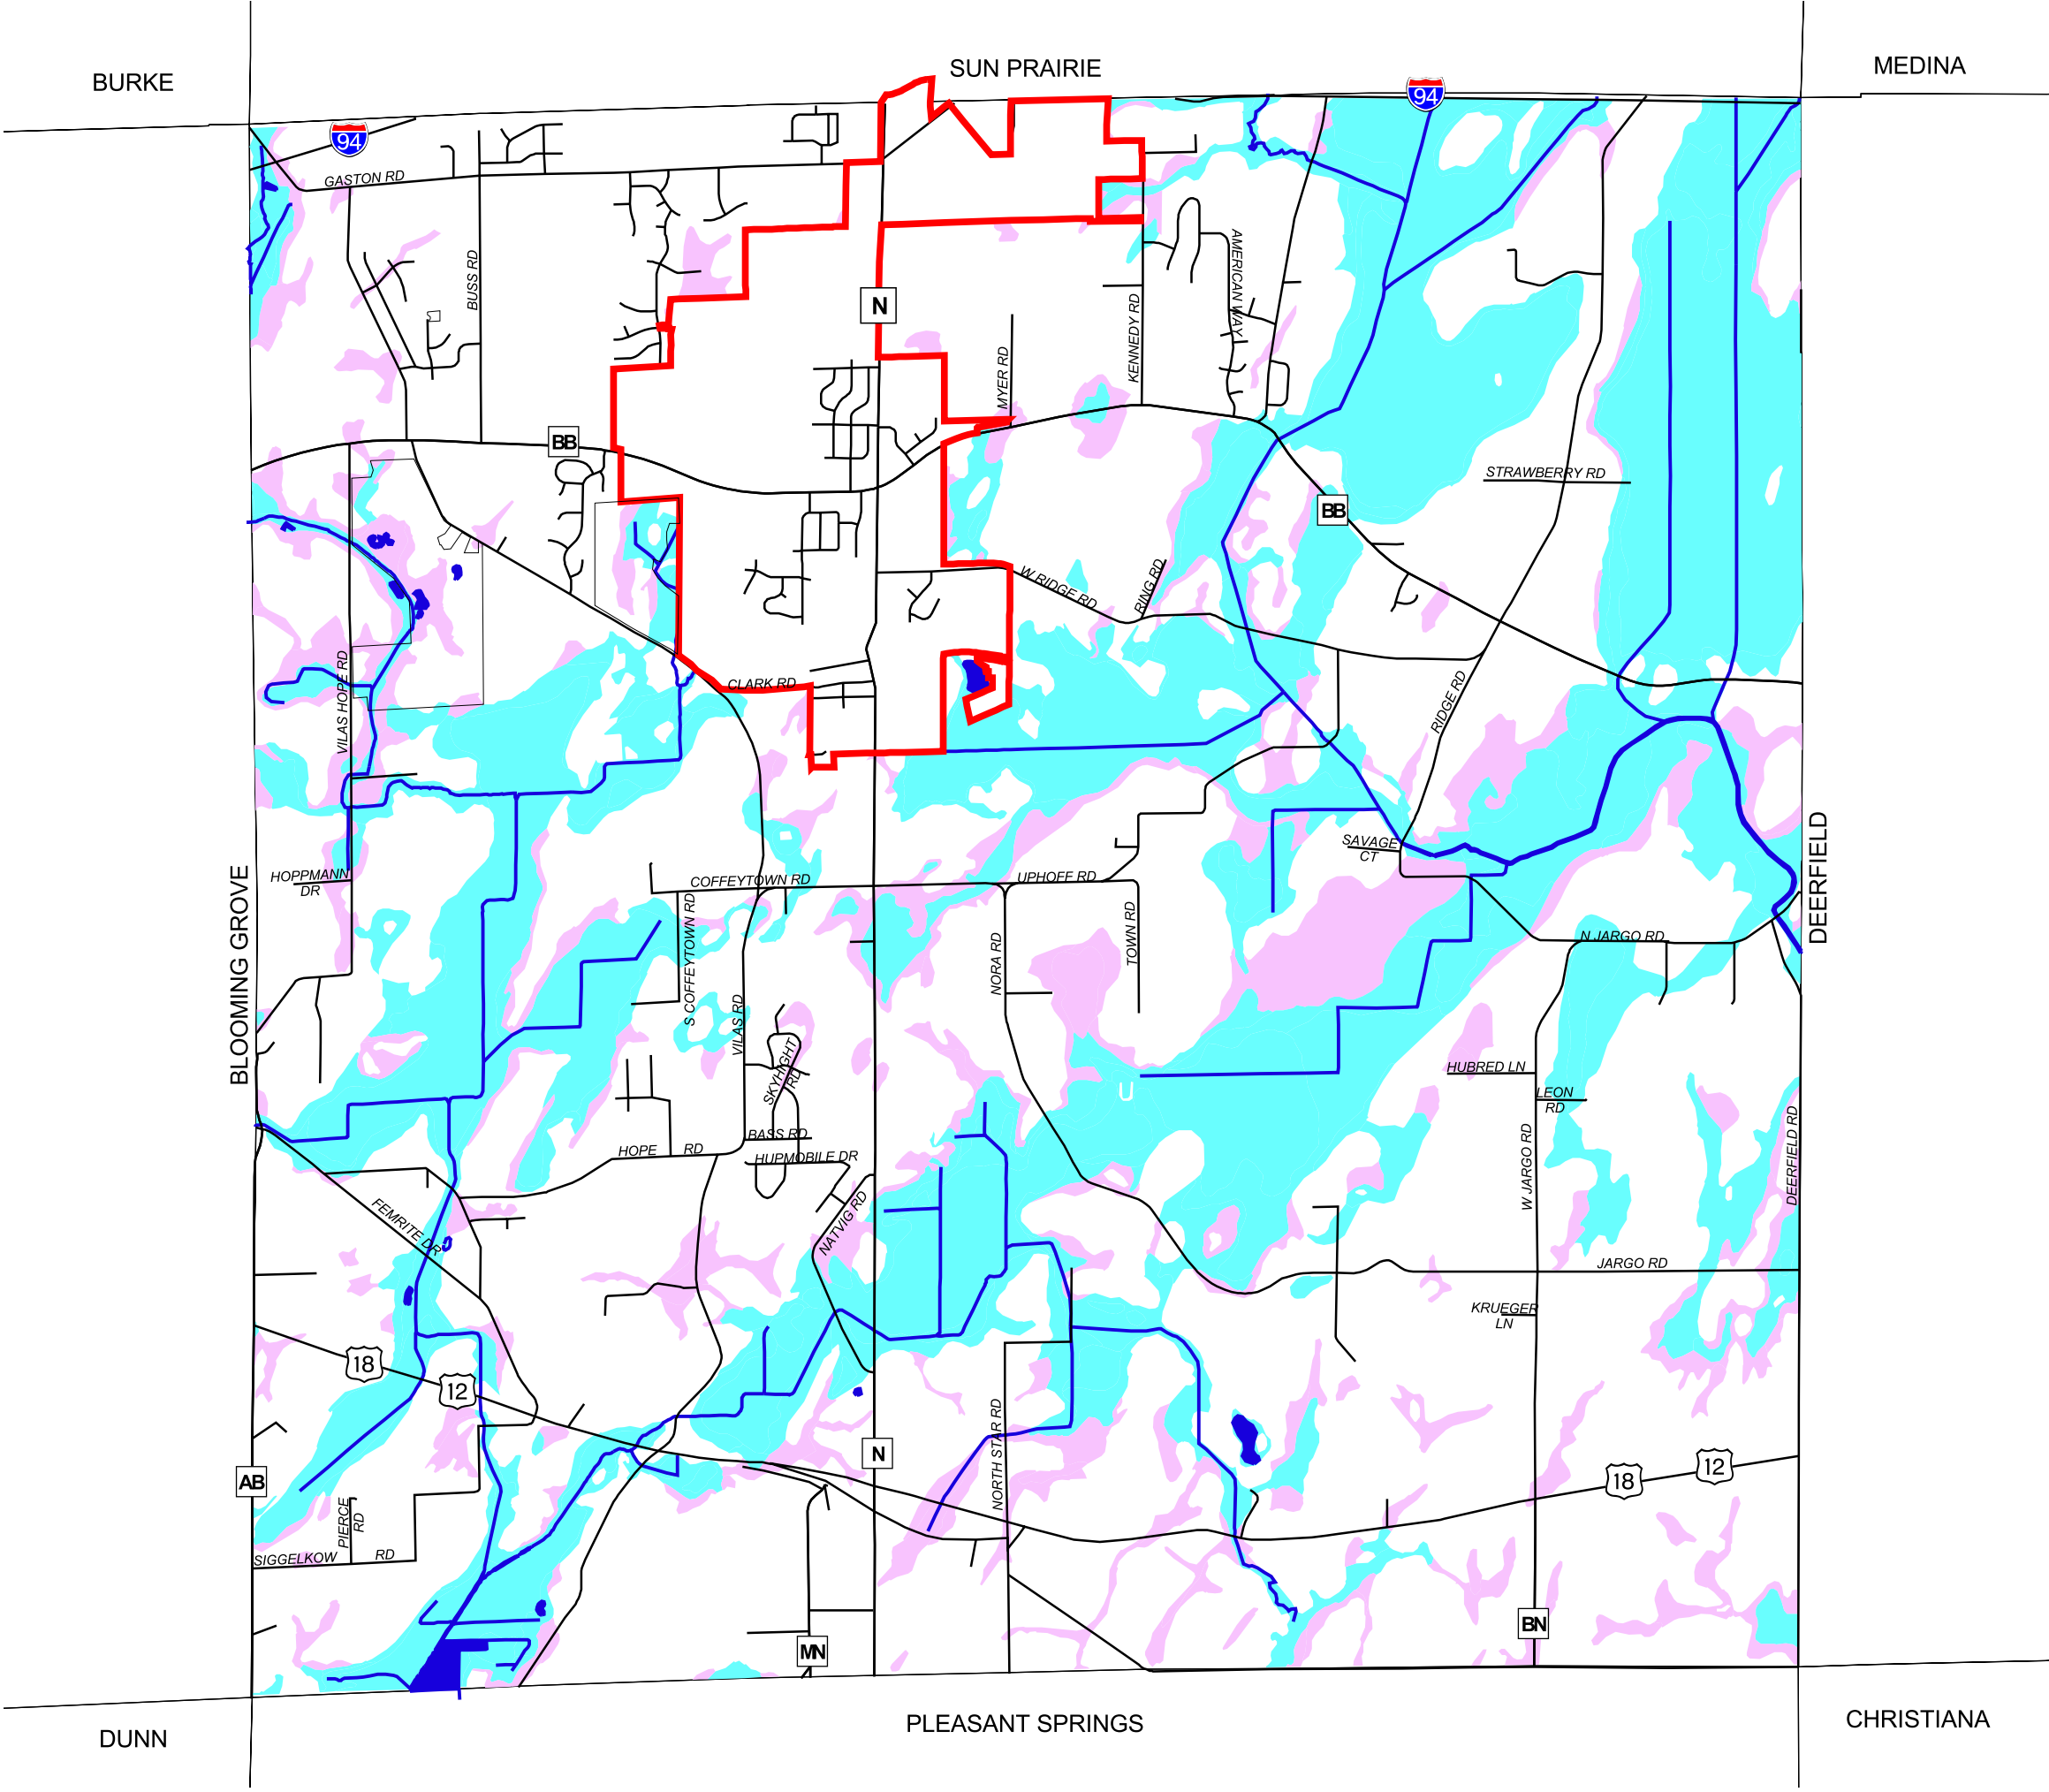 SUN PRAIRIE
MEDINA
BURKE
94
94
GASTON RD
BUSS RD
AMERICAN WAY
N
KENNEDY RD
MYER RD
BB
STRAWBERRY RD
BB
W RIDGE RD
RING RD
VILAS HOPE RD
CLARK RD
RIDGE RD
SAVAGE
CT
DEERFIELD
BLOOMING GROVE
HOPPMANN
DR
COFFEYTOWN RD
UPHOFF RD
S COFFEYTOWN RD
NORA RD
TOWN RD
N JARGO RD
VILAS RD
SKYHIGHT
RD
U
HUBRED LN
LEON
RD
BASS RD
HOPE RD
HUPMOBILE DR
W JARGO RD
DEERFIELD RD
FEMRITE DR
NATVIG RD
JARGO RD
KRUEGER
LN
18
12
NORTH STAR RD
N
12
18
AB
PIERCE
RD
SIGGELKOW RD
MN
BN
PLEASANT SPRINGS
CHRISTIANA
DUNN